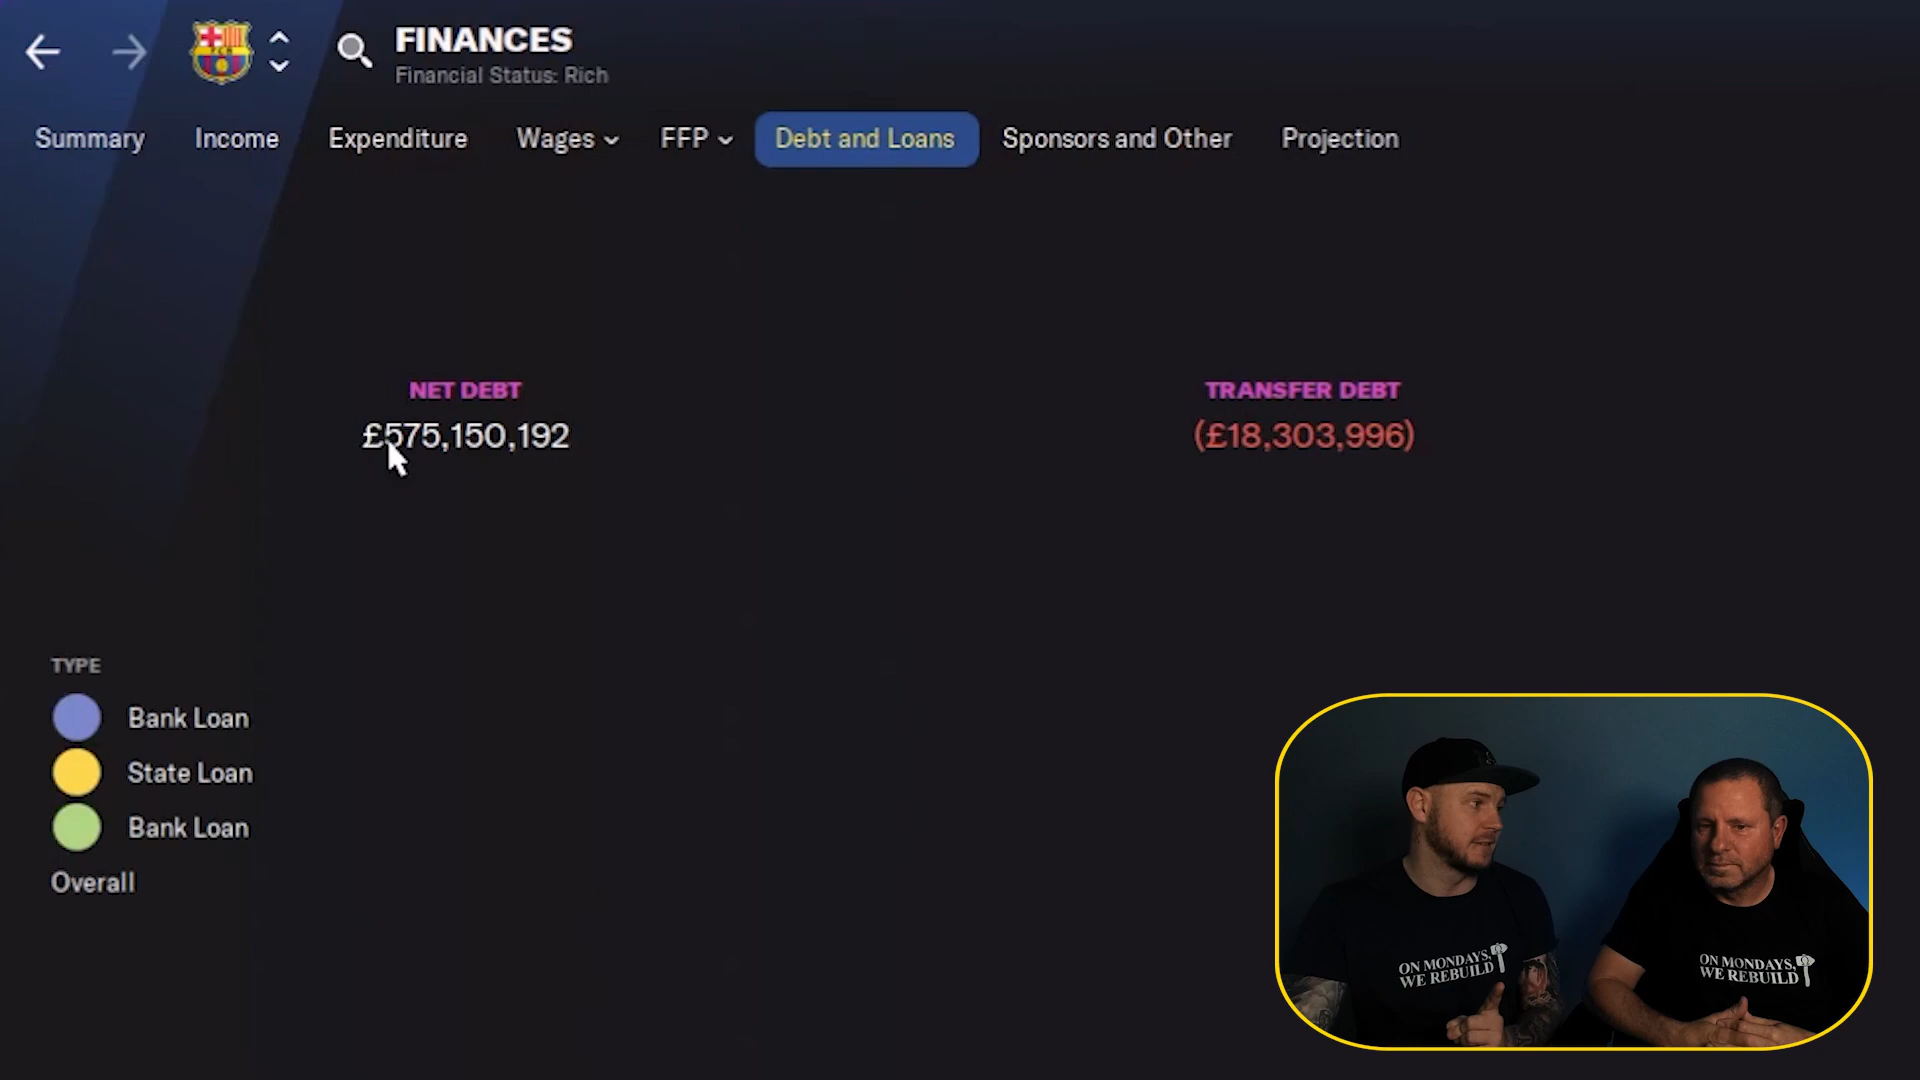 FINANCES
Financial Status: Rich
Summary
Income
Expenditure
Wages
FFP
Debt and Loans
Sponsors and Other
Projection
NET DEBT
TRANSFER DEBT
£575,150,192
(£18,303,996)
TYPE
Bank Loan
State Loan
Bank Loan
Overall
ON MONDAYS,
WE REBUILD
ON MONDAYS,
WE REBUILD